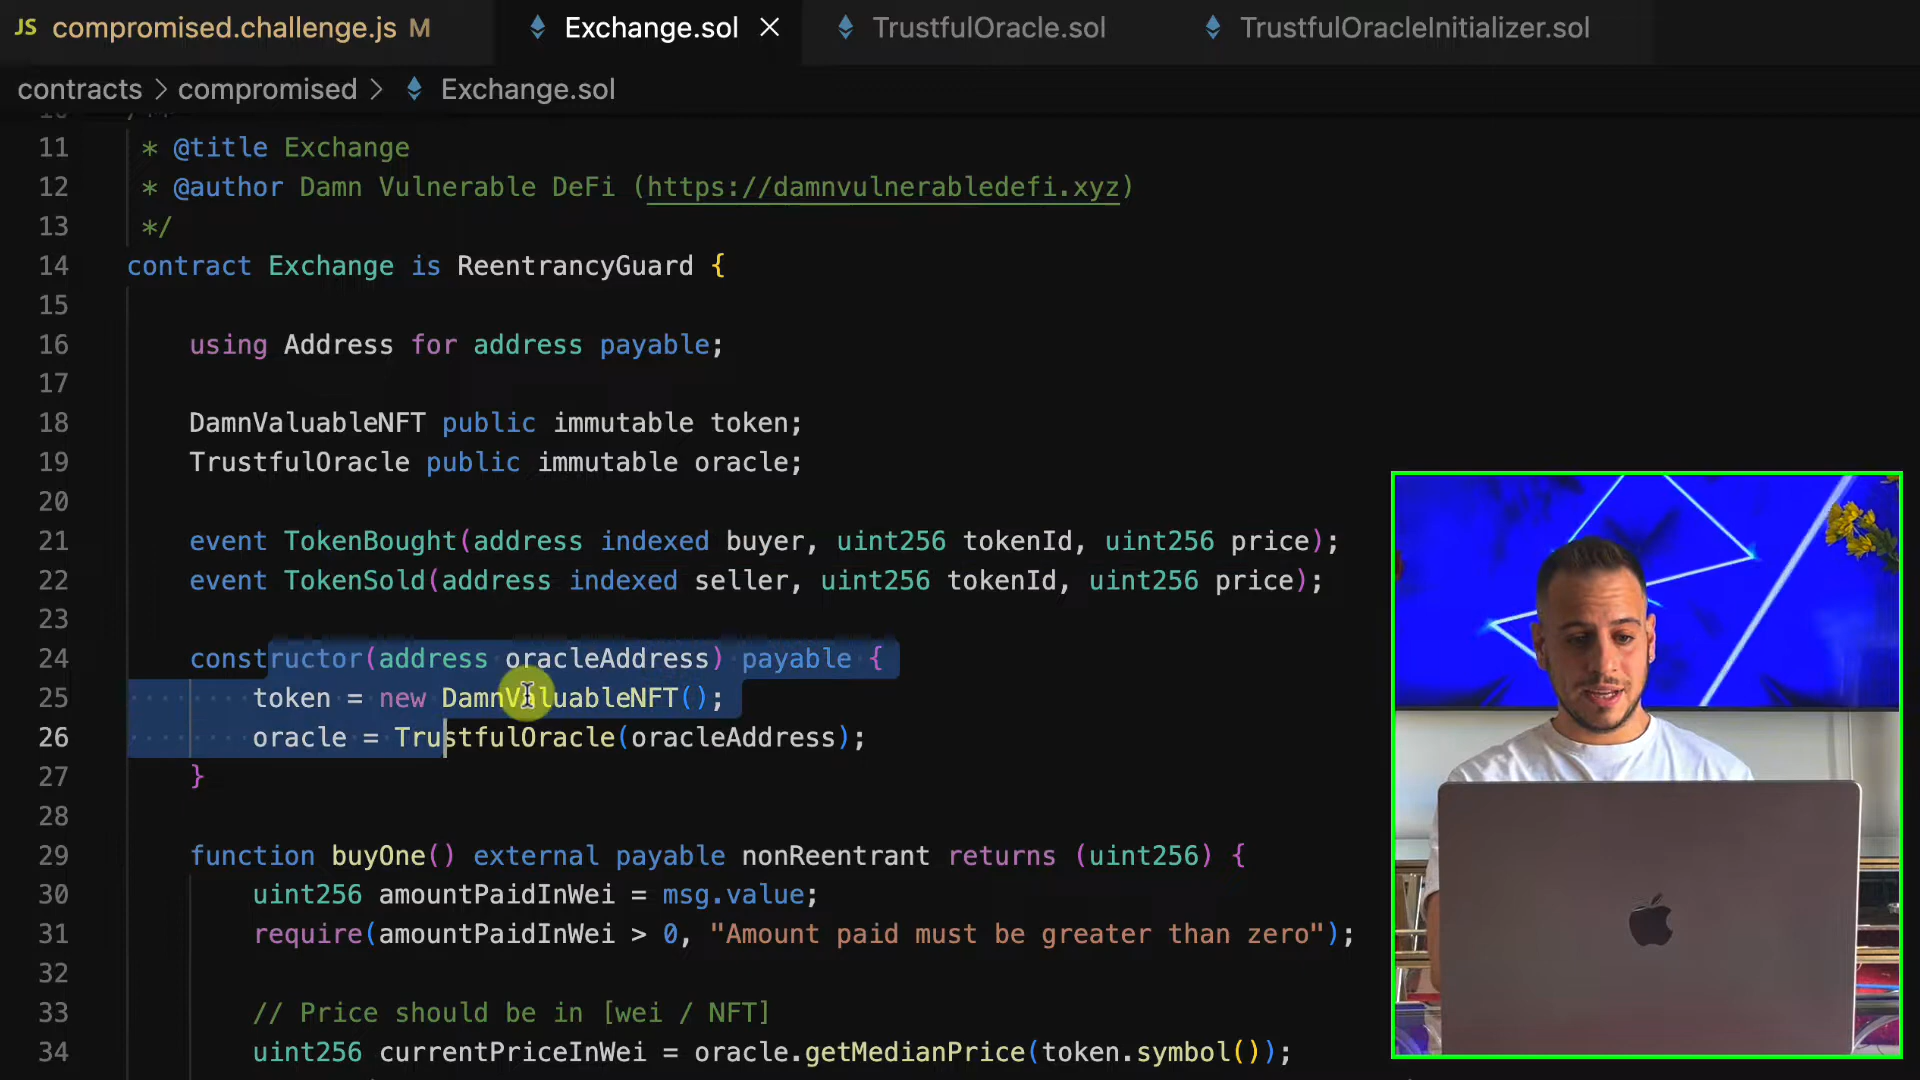 JS compromised.challenge.js M
Exchange.sol
TrustfulOracle.sol
TrustfulOracleInitializer.sol
contracts > compromised > Exchange.sol
11 * @title Exchange
12 * @author Damn Vulnerable DeFi (https://damnvulnerabledefi.xyz)
13 */
14 contract Exchange is ReentrancyGuard {
15
16 using Address for address payable;
17
18 DamnValuableNFT public immutable token;
19 TrustfulOracle public immutable oracle;
20
21 event TokenBought(address indexed buyer, uint256 tokenId, uint256 price);
22 event TokenSold(address indexed seller, uint256 tokenId, uint256 price);
23
24 constructor(address oracleAddress) payable {
25 token = new DamnValuableNFT();
26 oracle = TrustfulOracle(oracleAddress);
27 }
28
29 function buyOne() external payable nonReentrant returns (uint256) {
30 uint256 amountPaidInWei = msg.value;
31 require(amountPaidInWei > 0, "Amount paid must be greater than zero");
32
33 // Price should be in [wei / NFT]
34 uint256 currentPriceInWei = oracle.getMedianPrice(token.symbol());